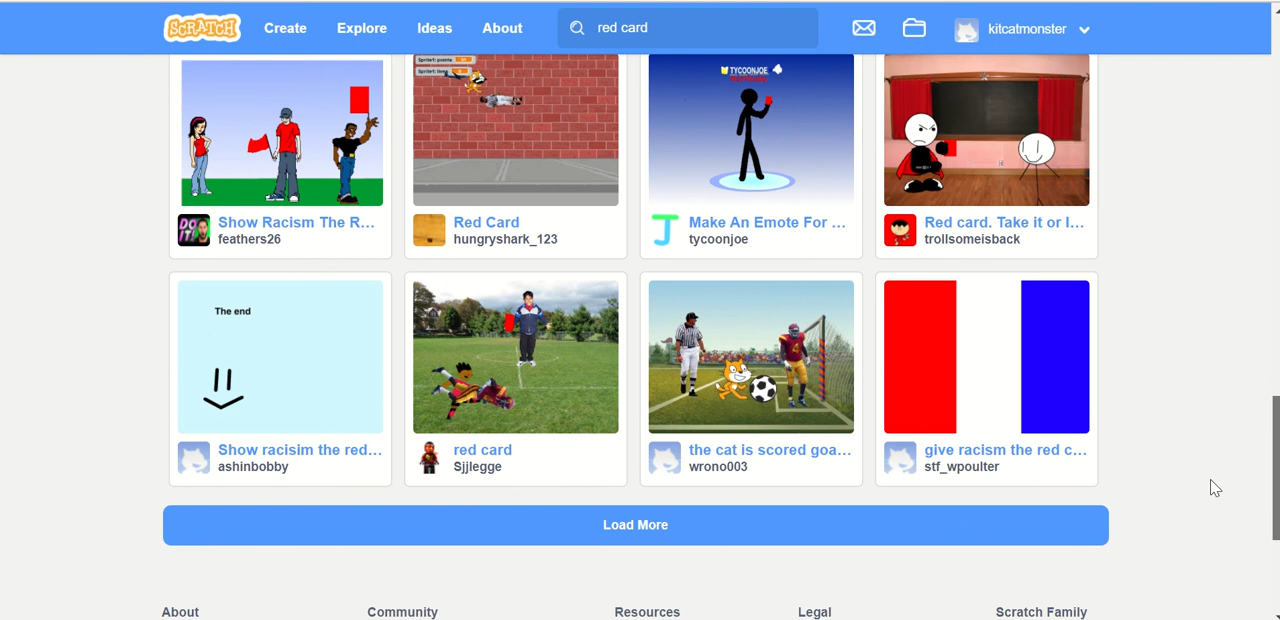 SCRATCH
Create
Explore
Ideas
About
red card
kitcatmonster
TYCOONJOE
Show Racism The R...
feathers26
Red Card
hungryshark_123
Make An Emote For ...
tycoonjoe
Red card. Take it or l...
trollsomeisback
The end
Show racisim the red...
ashinbobby
red card
Sjjlegge
the cat is scored goa...
wrono003
give racism the red c...
stf_wpoulter
Load More
About
Community
Resources
Legal
Scratch Family